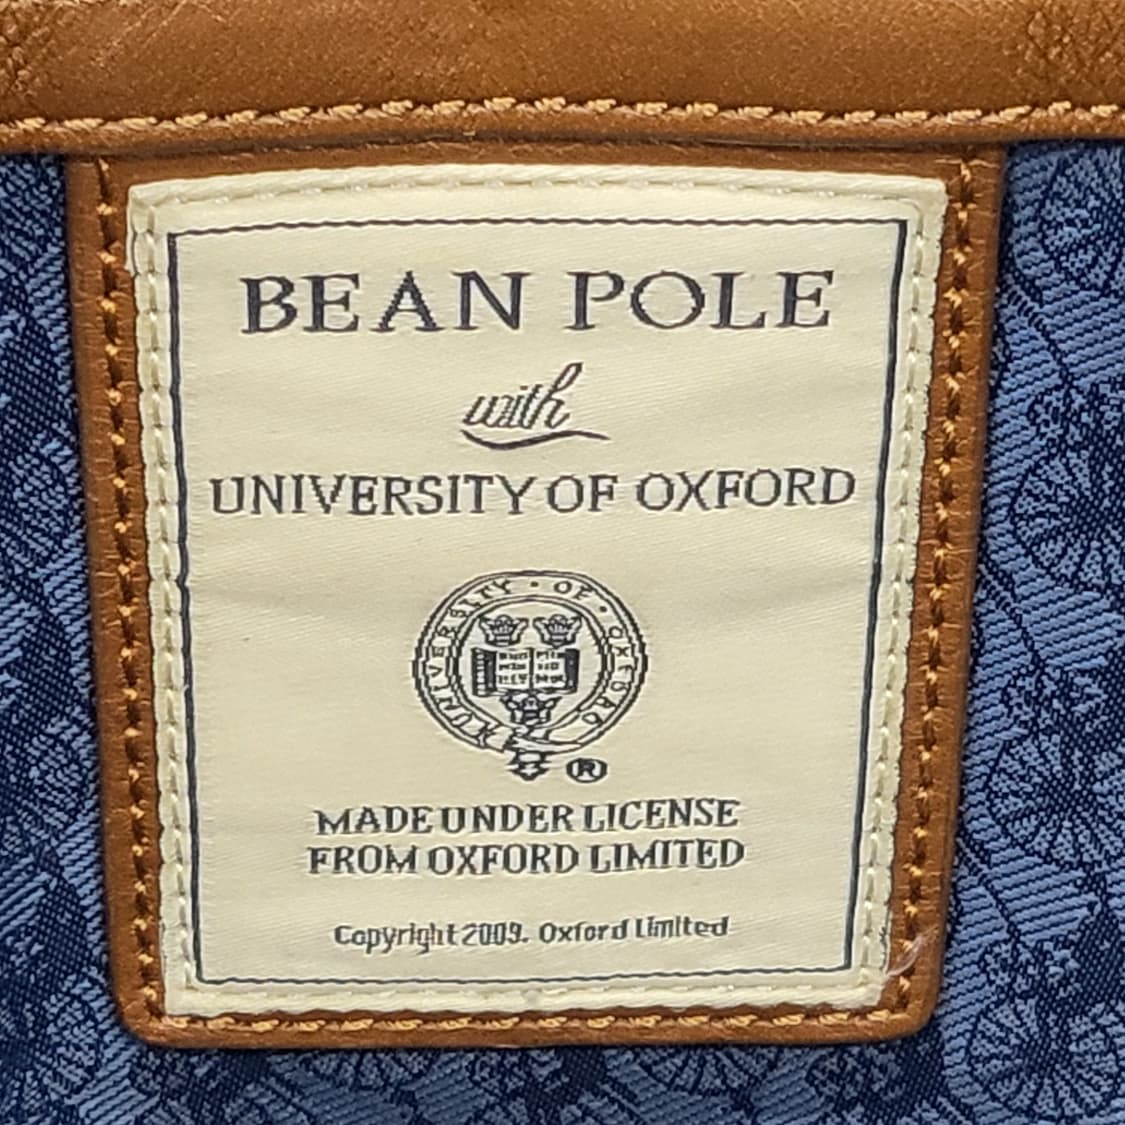 BEAN POLE
with
UNIVERSITY OF OXFORD
UNIVERSITY · OF · OXFORD
®
MADE UNDER LICENSE
FROM OXFORD LIMITED
Copyright 2009. Oxford Limited